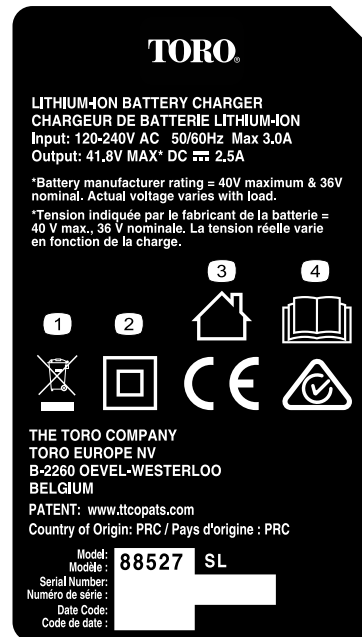 TORO®
LITHIUM-ION BATTERY CHARGER
CHARGEUR DE BATTERIE LITHIUM-ION
Input: 120-240V AC 50/60Hz Max 3.0A
Output: 41.8V MAX* DC ⎓ 2.5A
*Battery manufacturer rating = 40V maximum & 36V
nominal. Actual voltage varies with load.
*Tension indiquée par le fabricant de la batterie =
40 V max., 36 V nominale. La tension réelle varie
en fonction de la charge.
3 4
1 2
CE
THE TORO COMPANY
TORO EUROPE NV
B-2260 OEVEL-WESTERLOO
BELGIUM
PATENT: www.ttcopats.com
Country of Origin: PRC / Pays d'origine : PRC
Model:
Modèle : 88527 SL
Serial Number:
Numéro de série :
Date Code:
Code de date :